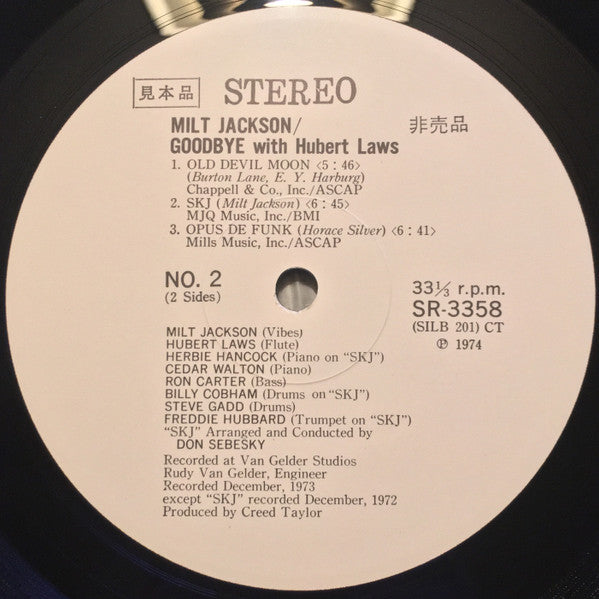 見本品 STEREO
MILT JACKSON/ 非売品
GOODBYE with Hubert Laws
1. OLD DEVIL MOON <5:46>
(Burton Lane, E. Y. Harburg)
Chappell & Co., Inc./ASCAP
2. SKJ (Milt Jackson) <6:45>
MJQ Music, Inc./BMI
3. OPUS DE FUNK (Horace Silver) <6:41>
Mills Music, Inc./ASCAP
NO. 2
(2 Sides)
33⅓ r.p.m.
SR-3358
(SILB 201) CT
℗ 1974
MILT JACKSON (Vibes)
HUBERT LAWS (Flute)
HERBIE HANCOCK (Piano on "SKJ")
CEDAR WALTON (Piano)
RON CARTER (Bass)
BILLY COBHAM (Drums on "SKJ")
STEVE GADD (Drums)
FREDDIE HUBBARD (Trumpet on "SKJ")
"SKJ" Arranged and Conducted by
DON SEBESKY
Recorded at Van Gelder Studios
Rudy Van Gelder, Engineer
Recorded December, 1973
except "SKJ" recorded December, 1972
Produced by Creed Taylor